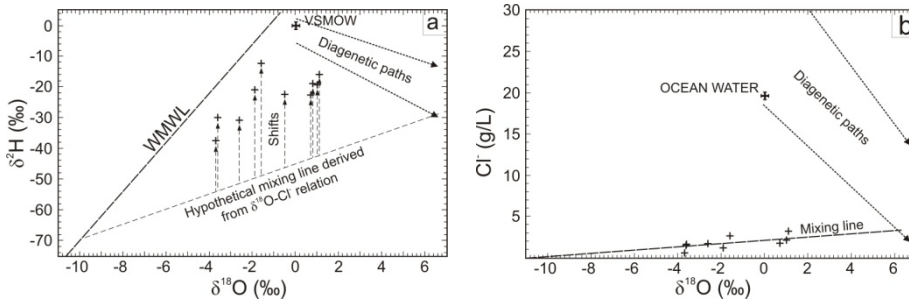 0
-10
-20
-30
-40
-50
-60
-70
-10
-8
-6
-4
-2
0
2
4
6
δ²H (‰)
δ¹⁸O (‰)
WMWL
VSMOW
a
Diagenetic paths
Shifts
Hypothetical mixing line derived
from δ¹⁸O-Cl⁻ relation
30
25
20
15
10
5
-10
-8
-6
-4
-2
0
2
4
6
Cl⁻ (g/L)
δ¹⁸O (‰)
b
OCEAN WATER
Diagenetic paths
Mixing line